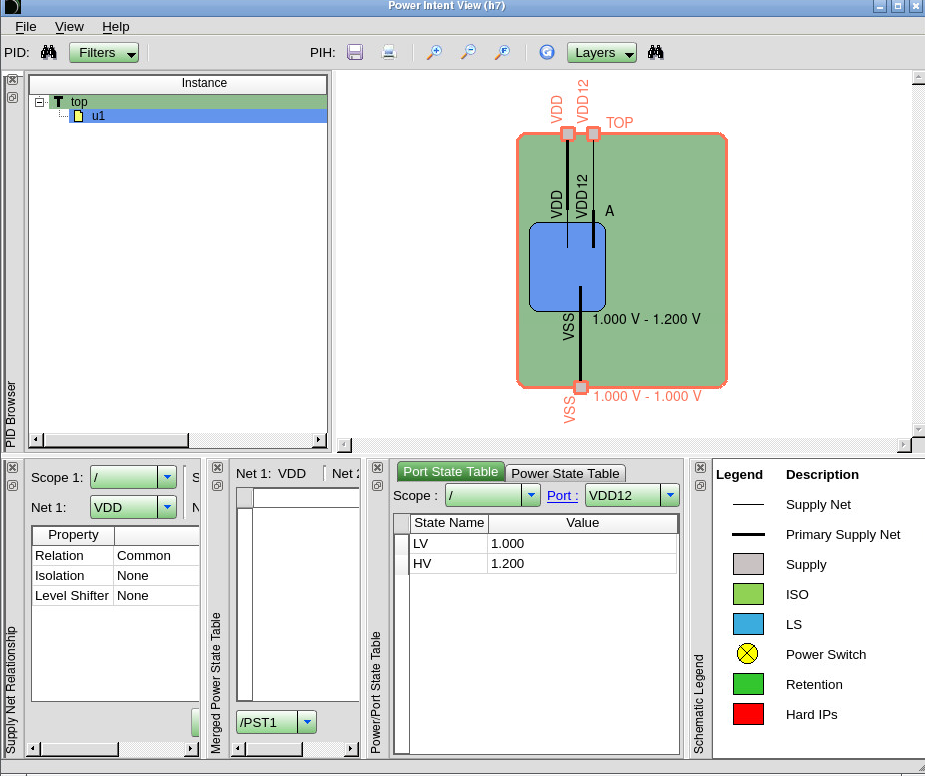 Power Intent View (h7)
File View Help
PID: Filters PIH: G Layers
Instance
top
u1
PID Browser
VDD
VDD12
TOP
VDD
VDD12
A
VSS
1.000 V - 1.200 V
VSS
1.000 V - 1.000 V
Scope 1: / S
Net 1: VDD N
Property
Relation Common
Isolation None
Level Shifter None
Supply Net Relationship
Net 1: VDD Net 2
/PST1
Merged Power State Table
Port State Table Power State Table
Scope : / Port : VDD12
State Name Value
LV 1.000
HV 1.200
Power/Port State Table
Legend Description
Supply Net
Primary Supply Net
Supply
ISO
LS
Power Switch
Retention
Hard IPs
Schematic Legend